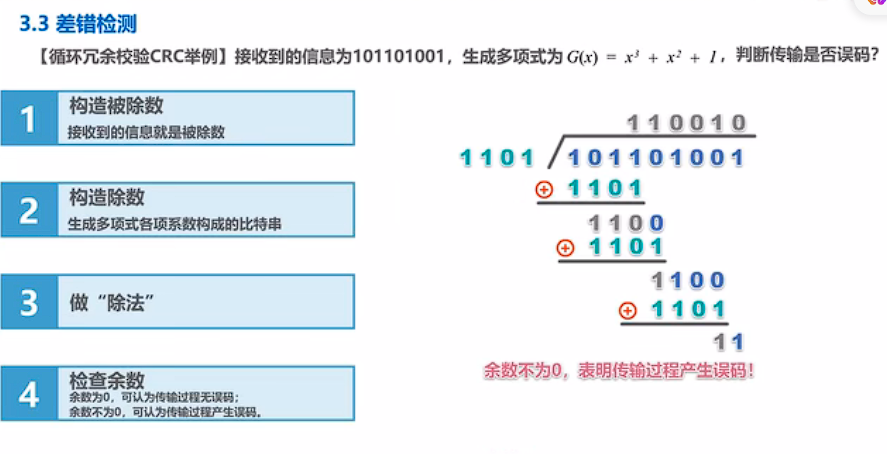 3.3 差错检测
【循环冗余校验CRC举例】接收到的信息为101101001，生成多项式为 G(x) = x³ + x² + 1，判断传输是否误码？
1 构造被除数
接收到的信息就是被除数
2 构造除数
生成多项式各项系数构成的比特串
3 做“除法”
4 检查余数
余数为0，可认为传输过程无误码；
余数不为0，可认为传输过程产生误码。
110010
1101 101101001
⊕ 1101
1100
⊕ 1101
1100
⊕ 1101
11
余数不为0，表明传输过程产生误码！